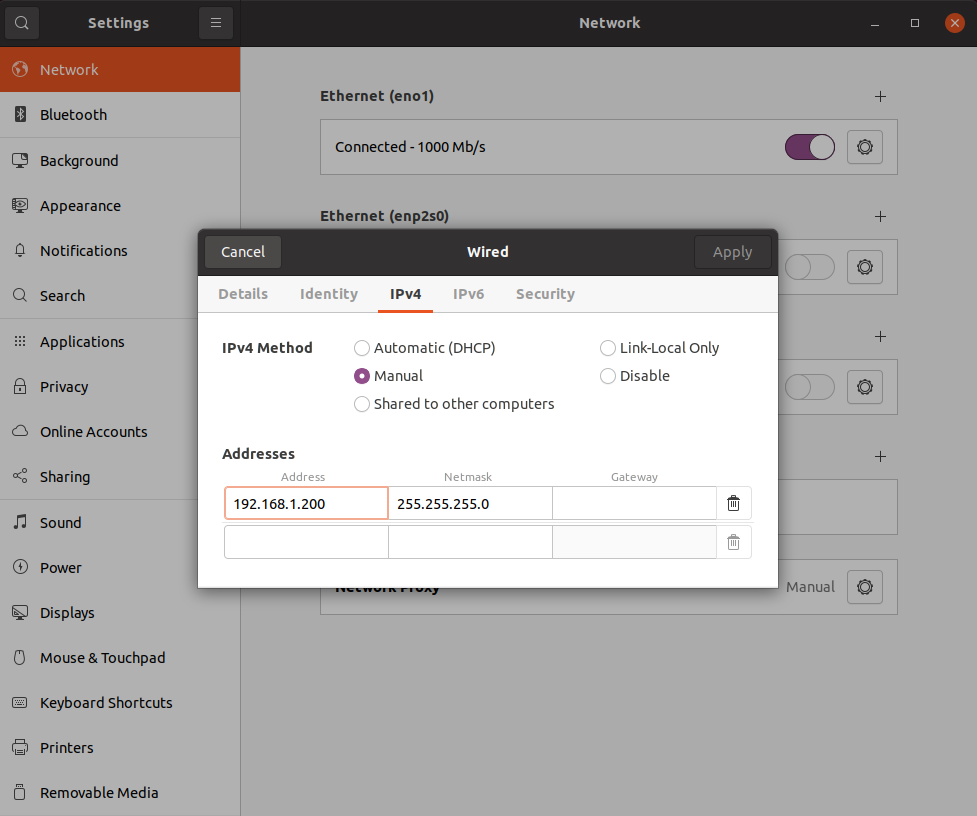 Settings
Network
Network
Bluetooth
Background
Appearance
Notifications
Search
Applications
Privacy
Online Accounts
Sharing
Sound
Power
Displays
Mouse & Touchpad
Keyboard Shortcuts
Printers
Removable Media
Ethernet (eno1)
Connected - 1000 Mb/s
Ethernet (enp2s0)
Cancel
Wired
Apply
Details Identity IPv4 IPv6 Security
IPv4 Method
Automatic (DHCP)
Link-Local Only
Manual
Disable
Shared to other computers
Addresses
Address Netmask Gateway
192.168.1.200 255.255.255.0
Network Proxy
Manual